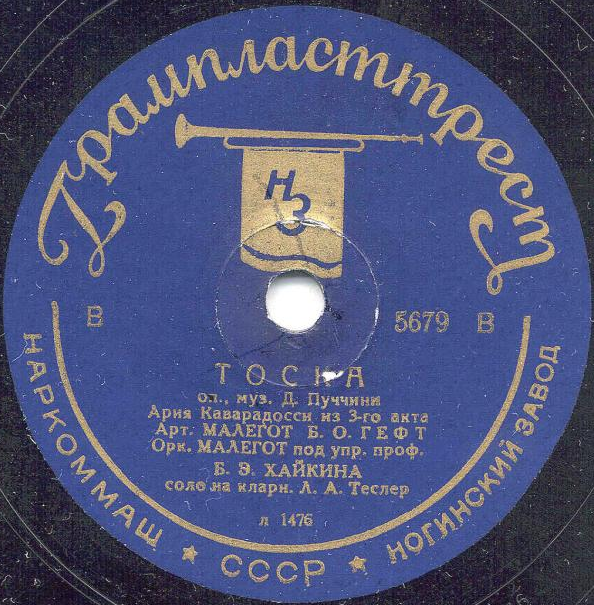 Грампласттрест
НЗ
В 5679 В
ТОСКА
оп., муз. Д. Пуччини
Ария Каварадосси из 3-го акта
Арт. МАЛЕГОТ Б. О. ГЕФТ
Орк. МАЛЕГОТ под упр. проф.
Б. Э. ХАЙКИНА
соло на кларн. Л. А. Теслер
л 1476
НАРКОММАШ ★ СССР ★ НОГИНСКИЙ ЗАВОД